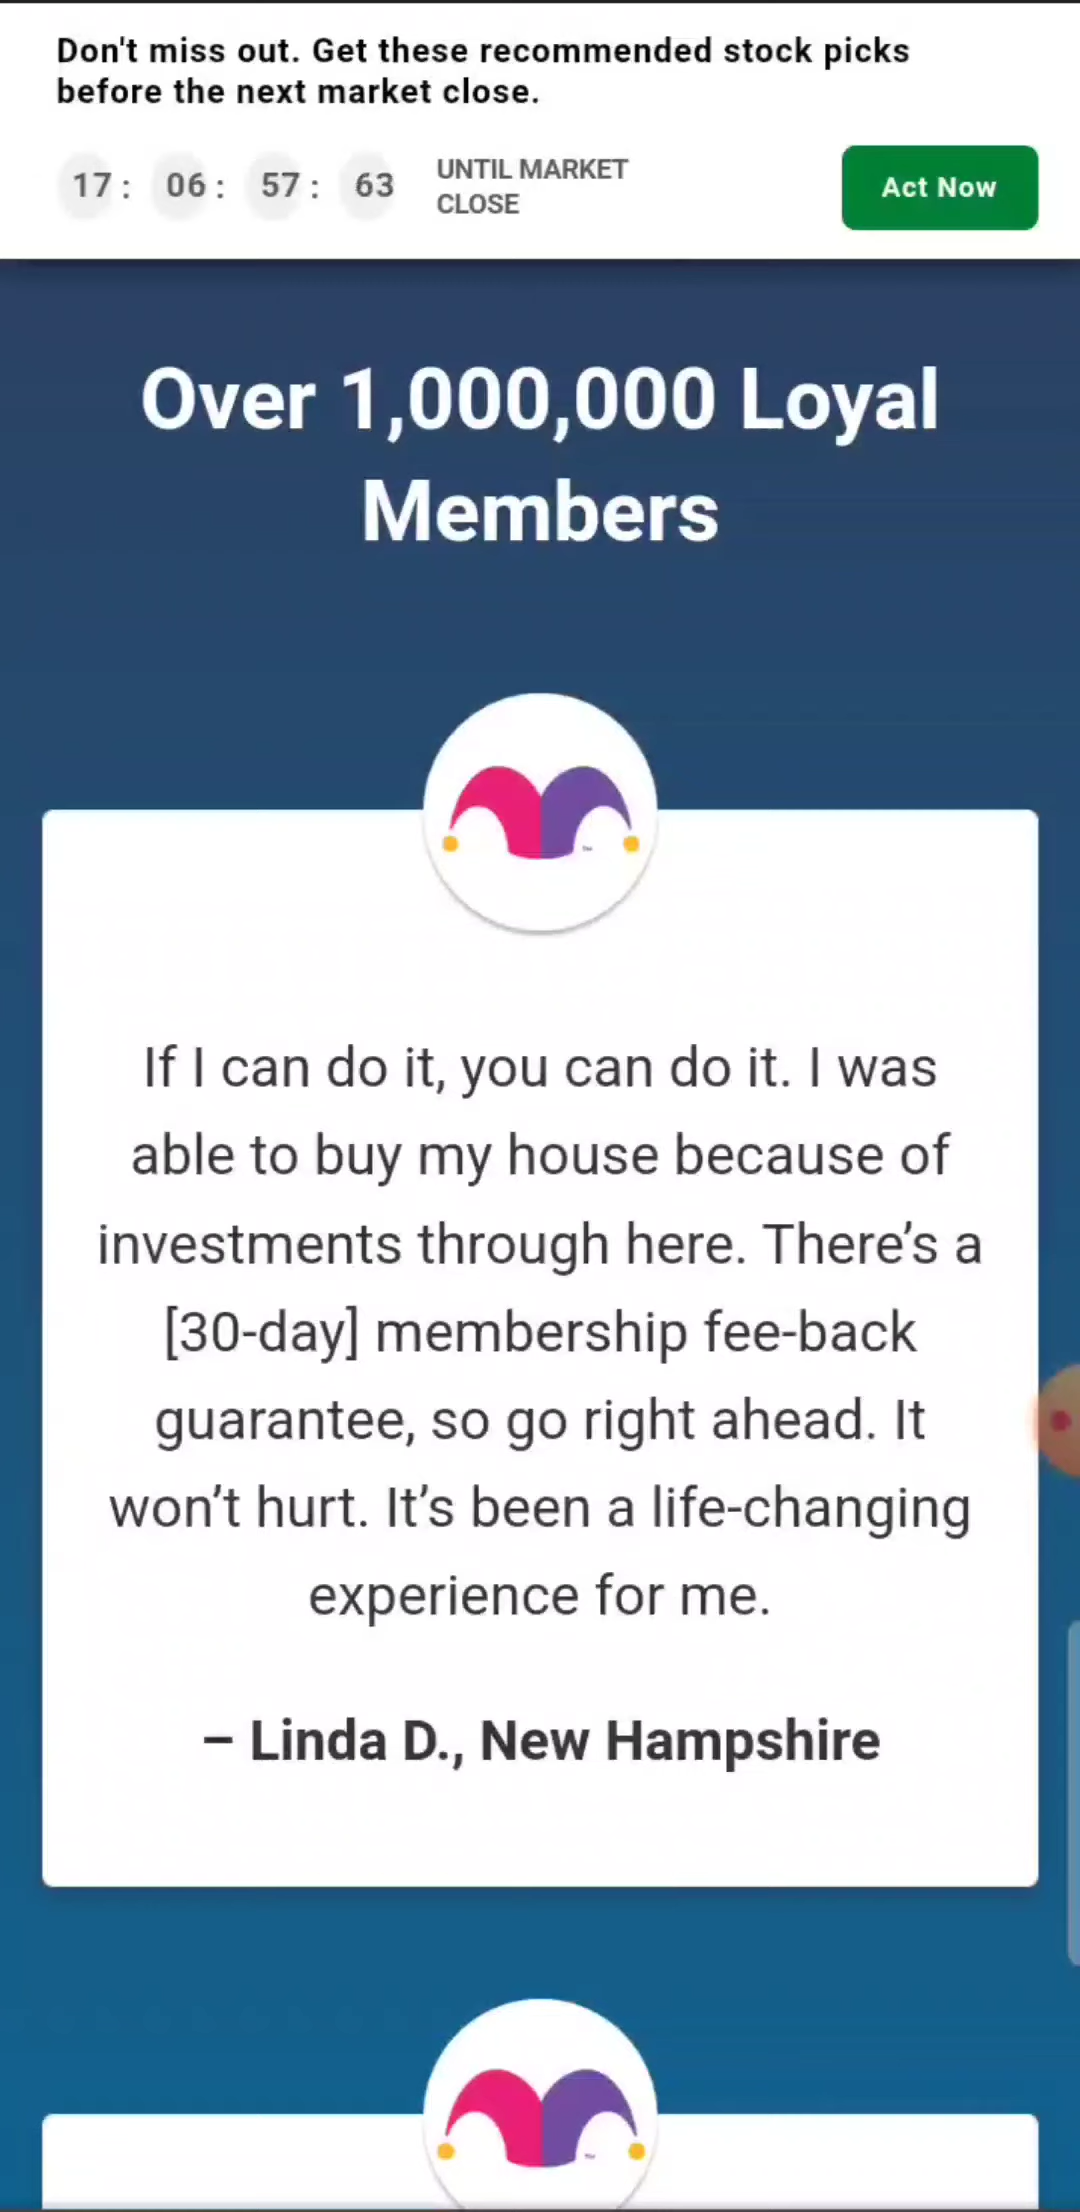 Don't miss out. Get these recommended stock picks
before the next market close.
17 : 06 : 57 : 63
UNTIL MARKET
CLOSE
Act Now
Over 1,000,000 Loyal
Members
If I can do it, you can do it. I was
able to buy my house because of
investments through here. There’s a
[30-day] membership fee-back
guarantee, so go right ahead. It
won’t hurt. It’s been a life-changing
experience for me.
– Linda D., New Hampshire